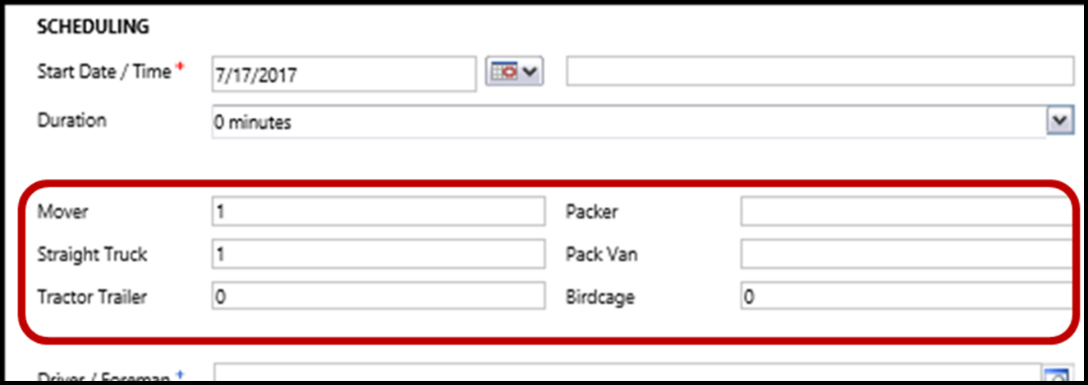 SCHEDULING
Start Date / Time * 7/17/2017
Duration 0 minutes
Mover 1 Packer
Straight Truck 1 Pack Van
Tractor Trailer 0 Birdcage 0
Driver / Foreman +